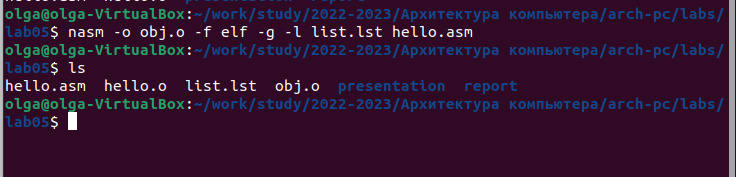 olga@olga-VirtualBox:~/work/study/2022-2023/Архитектура компьютера/arch-pc/labs/
lab05$ nasm -o obj.o -f elf -g -l list.lst hello.asm
olga@olga-VirtualBox:~/work/study/2022-2023/Архитектура компьютера/arch-pc/labs/
lab05$ ls
hello.asm hello.o list.lst obj.o presentation report
olga@olga-VirtualBox:~/work/study/2022-2023/Архитектура компьютера/arch-pc/labs/
lab05$